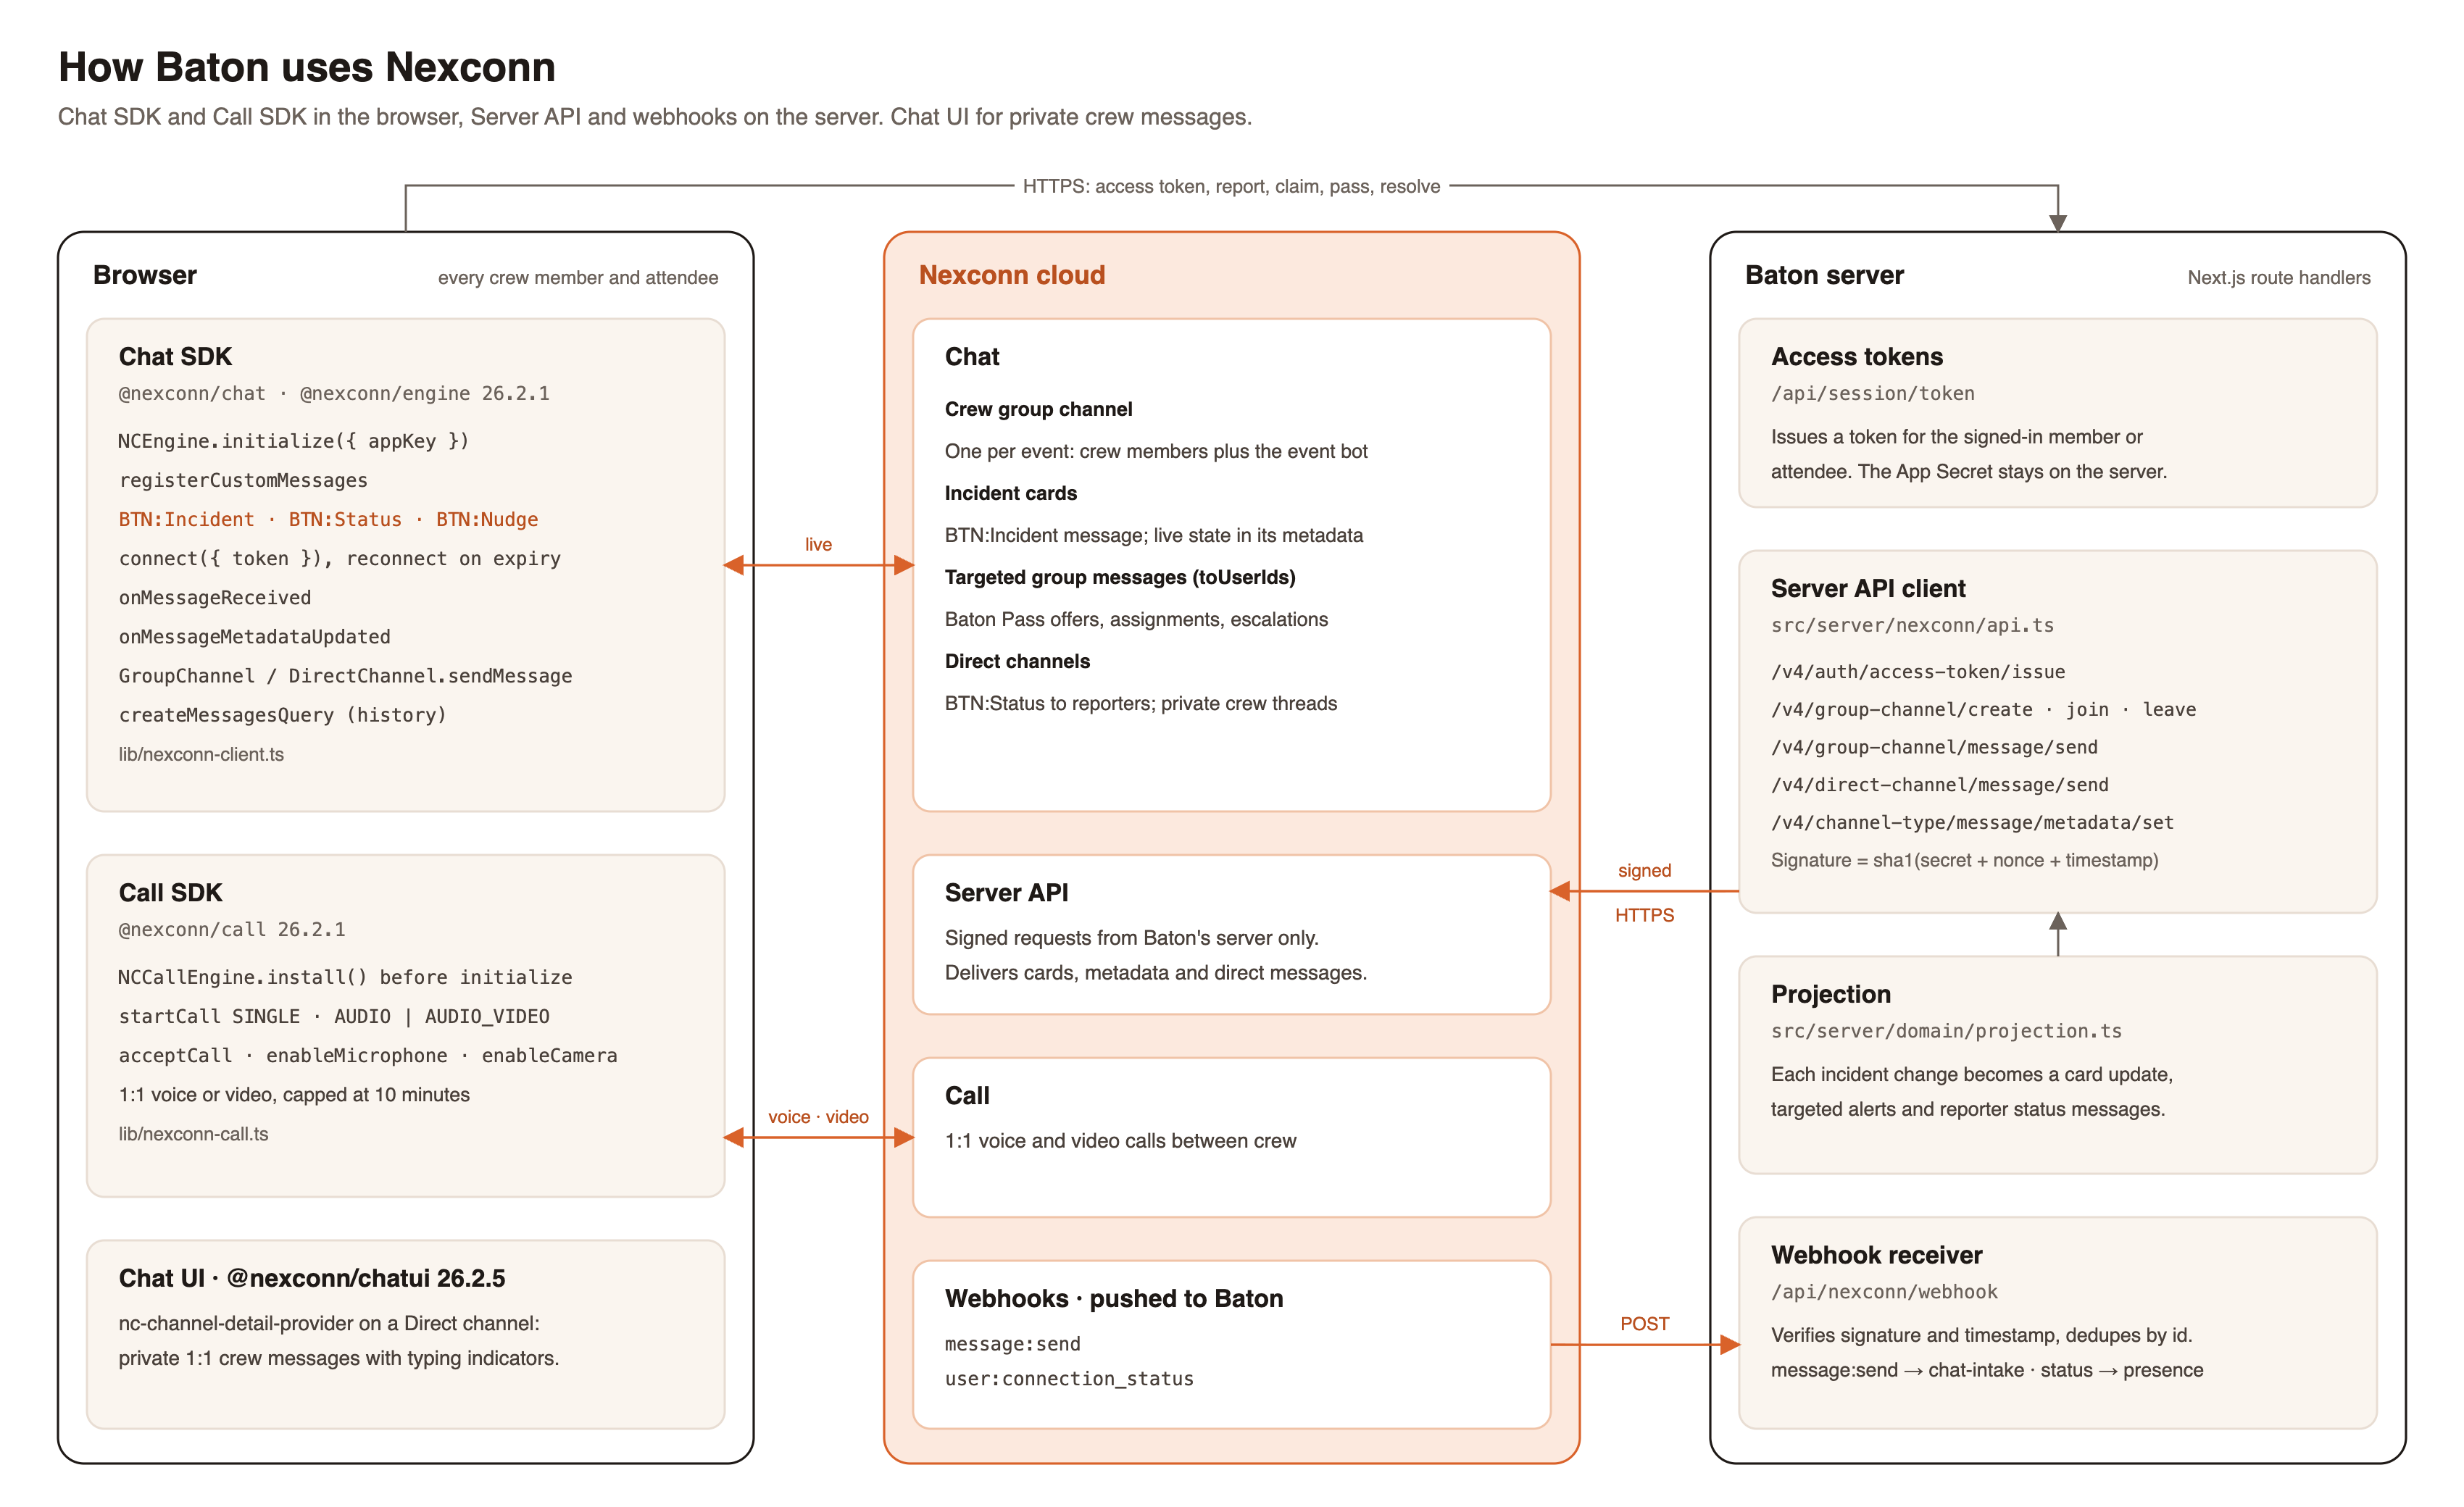 How Baton uses Nexconn
Chat SDK and Call SDK in the browser, Server API and webhooks on the server. Chat UI for private crew messages.
HTTPS: access token, report, claim, pass, resolve
Browser
every crew member and attendee
Chat SDK
@nexconn/chat · @nexconn/engine 26.2.1
NCEngine.initialize({ appKey })
registerCustomMessages
BTN:Incident · BTN:Status · BTN:Nudge
connect({ token }), reconnect on expiry
onMessageReceived
onMessageMetadataUpdated
GroupChannel / DirectChannel.sendMessage
createMessagesQuery (history)
lib/nexconn-client.ts
Call SDK
@nexconn/call 26.2.1
NCCallEngine.install() before initialize
startCall SINGLE · AUDIO | AUDIO_VIDEO
acceptCall · enableMicrophone · enableCamera
1:1 voice or video, capped at 10 minutes
lib/nexconn-call.ts
Chat UI · @nexconn/chatui 26.2.5
nc-channel-detail-provider on a Direct channel:
private 1:1 crew messages with typing indicators.
live
voice · video
Nexconn cloud
Chat
Crew group channel
One per event: crew members plus the event bot
Incident cards
BTN:Incident message; live state in its metadata
Targeted group messages (toUserIds)
Baton Pass offers, assignments, escalations
Direct channels
BTN:Status to reporters; private crew threads
Server API
Signed requests from Baton's server only.
Delivers cards, metadata and direct messages.
Call
1:1 voice and video calls between crew
Webhooks · pushed to Baton
message:send
user:connection_status
signed
HTTPS
POST
Baton server
Next.js route handlers
Access tokens
/api/session/token
Issues a token for the signed-in member or
attendee. The App Secret stays on the server.
Server API client
src/server/nexconn/api.ts
/v4/auth/access-token/issue
/v4/group-channel/create · join · leave
/v4/group-channel/message/send
/v4/direct-channel/message/send
/v4/channel-type/message/metadata/set
Signature = sha1(secret + nonce + timestamp)
Projection
src/server/domain/projection.ts
Each incident change becomes a card update,
targeted alerts and reporter status messages.
Webhook receiver
/api/nexconn/webhook
Verifies signature and timestamp, dedupes by id.
message:send → chat-intake · status → presence